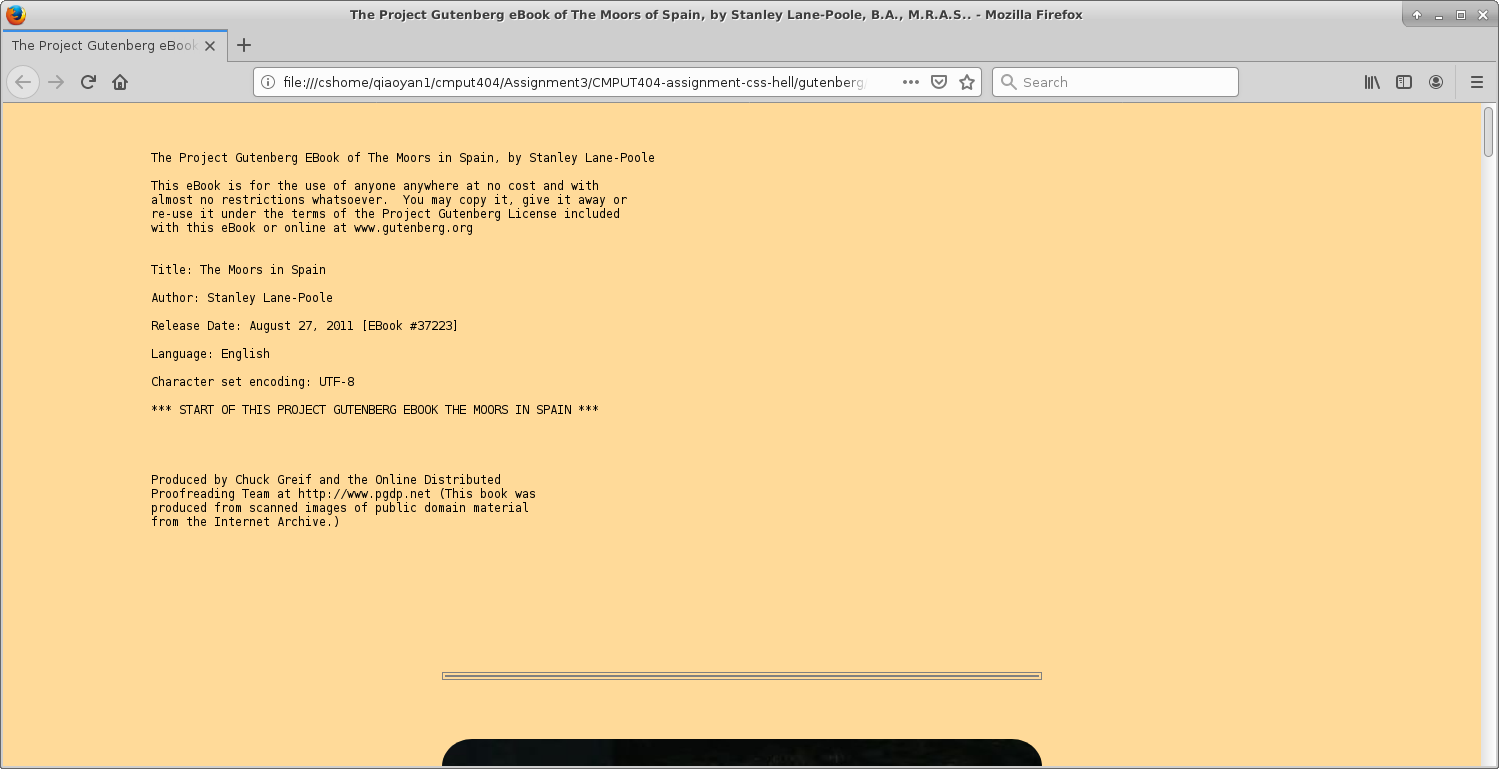 The Project Gutenberg eBook of The Moors of Spain, by Stanley Lane-Poole, B.A., M.R.A.S.. - Mozilla Firefox
The Project Gutenberg eBook
file:///cshome/qiaoyan1/cmput404/Assignment3/CMPUT404-assignment-css-hell/gutenberg/
Search
The Project Gutenberg EBook of The Moors in Spain, by Stanley Lane-Poole
This eBook is for the use of anyone anywhere at no cost and with
almost no restrictions whatsoever.  You may copy it, give it away or
re-use it under the terms of the Project Gutenberg License included
with this eBook or online at www.gutenberg.org
Title: The Moors in Spain
Author: Stanley Lane-Poole
Release Date: August 27, 2011 [EBook #37223]
Language: English
Character set encoding: UTF-8
*** START OF THIS PROJECT GUTENBERG EBOOK THE MOORS IN SPAIN ***
Produced by Chuck Greif and the Online Distributed
Proofreading Team at http://www.pgdp.net (This book was
produced from scanned images of public domain material
from the Internet Archive.)